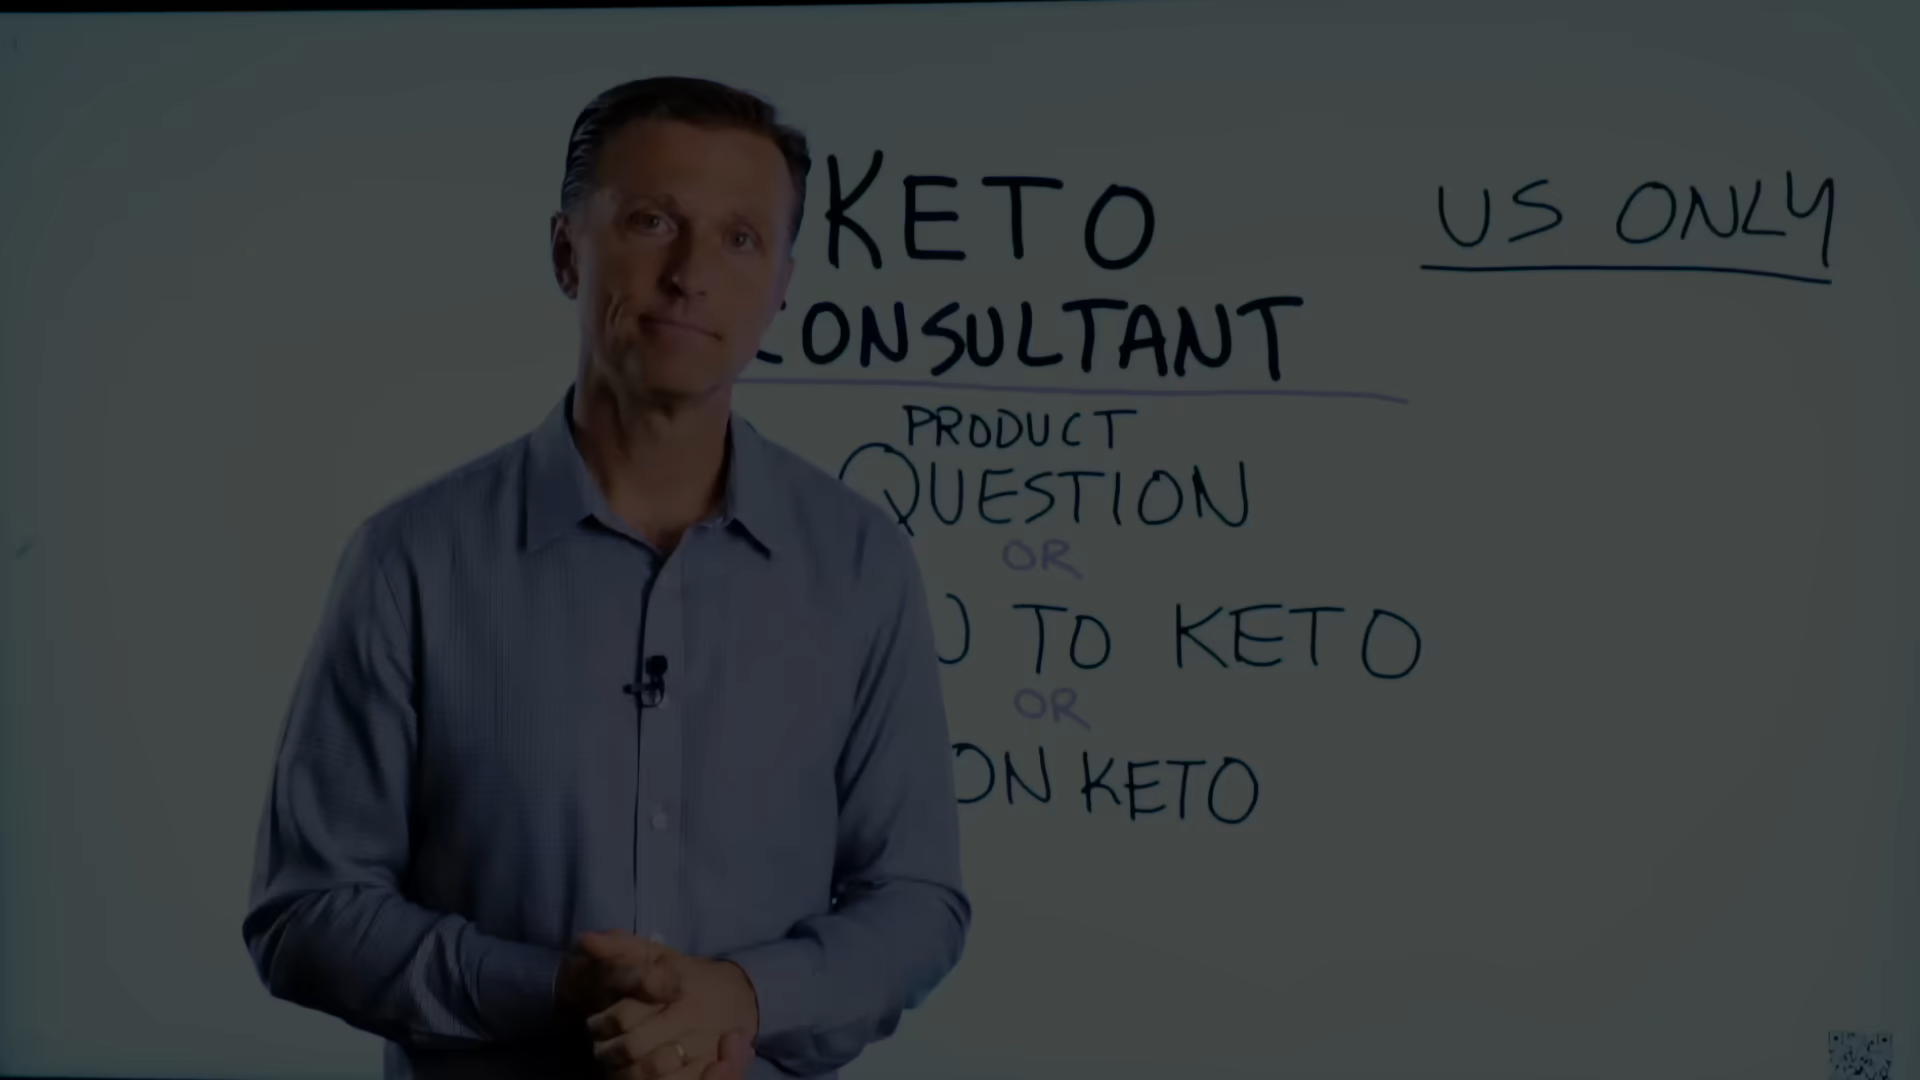 KETO
US ONLY
CONSULTANT
PRODUCT
QUESTION
OR
TO KETO
OR
ON KETO